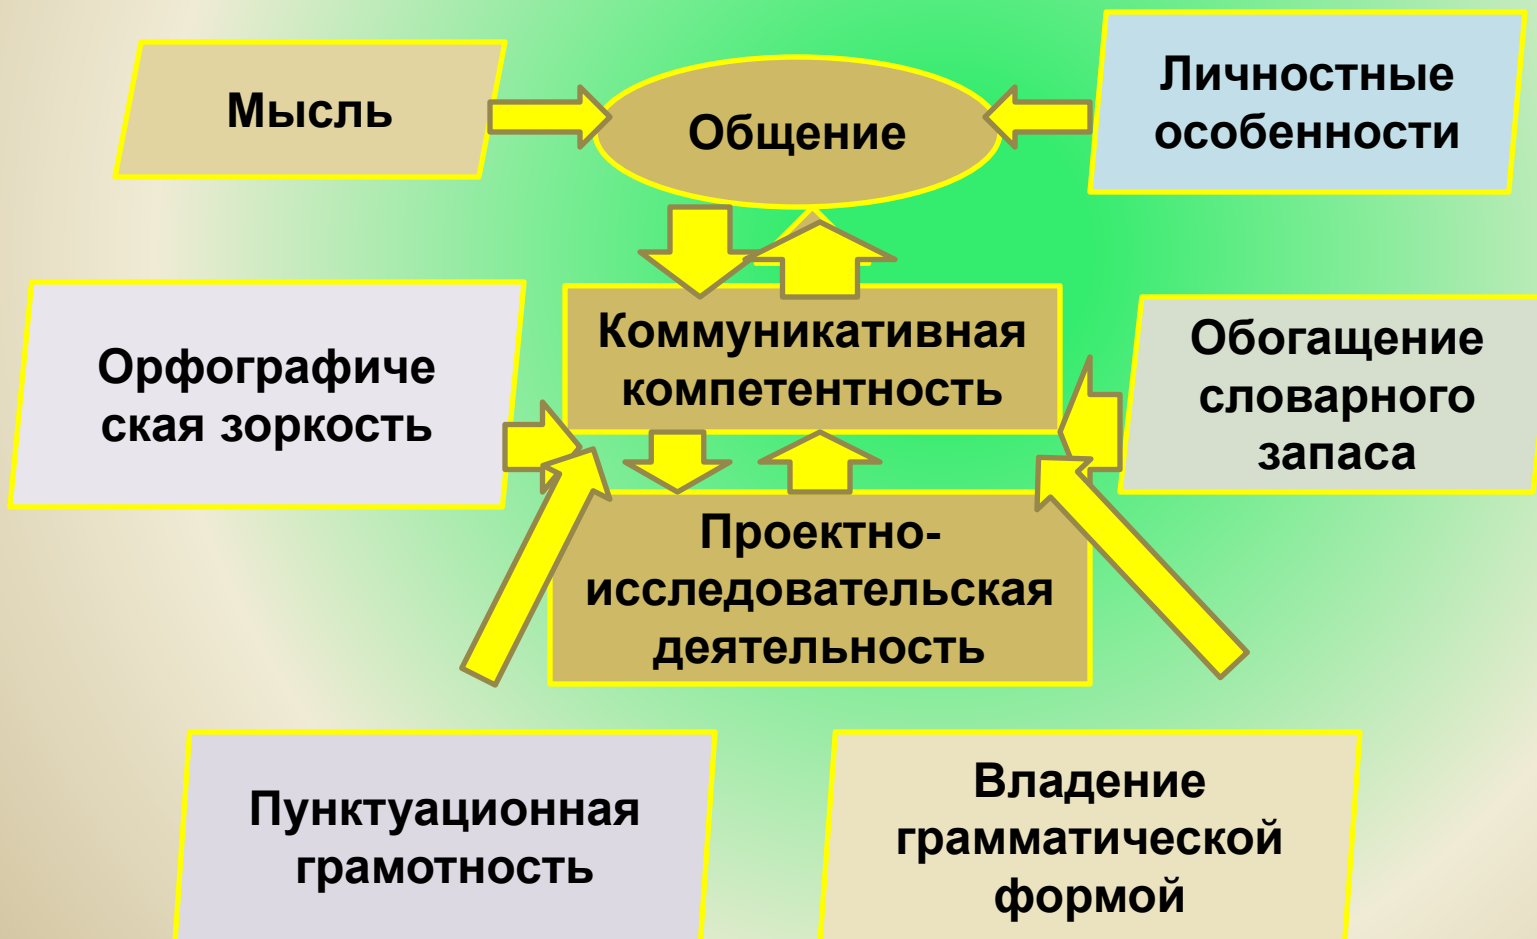 Мысль
Общение
Личностные
особенности
Орфографиче
ская зоркость
Коммуникативная
компетентность
Обогащение
словарного
запаса
Проектно-
исследовательская
деятельность
Пунктуационная
грамотность
Владение
грамматической
формой